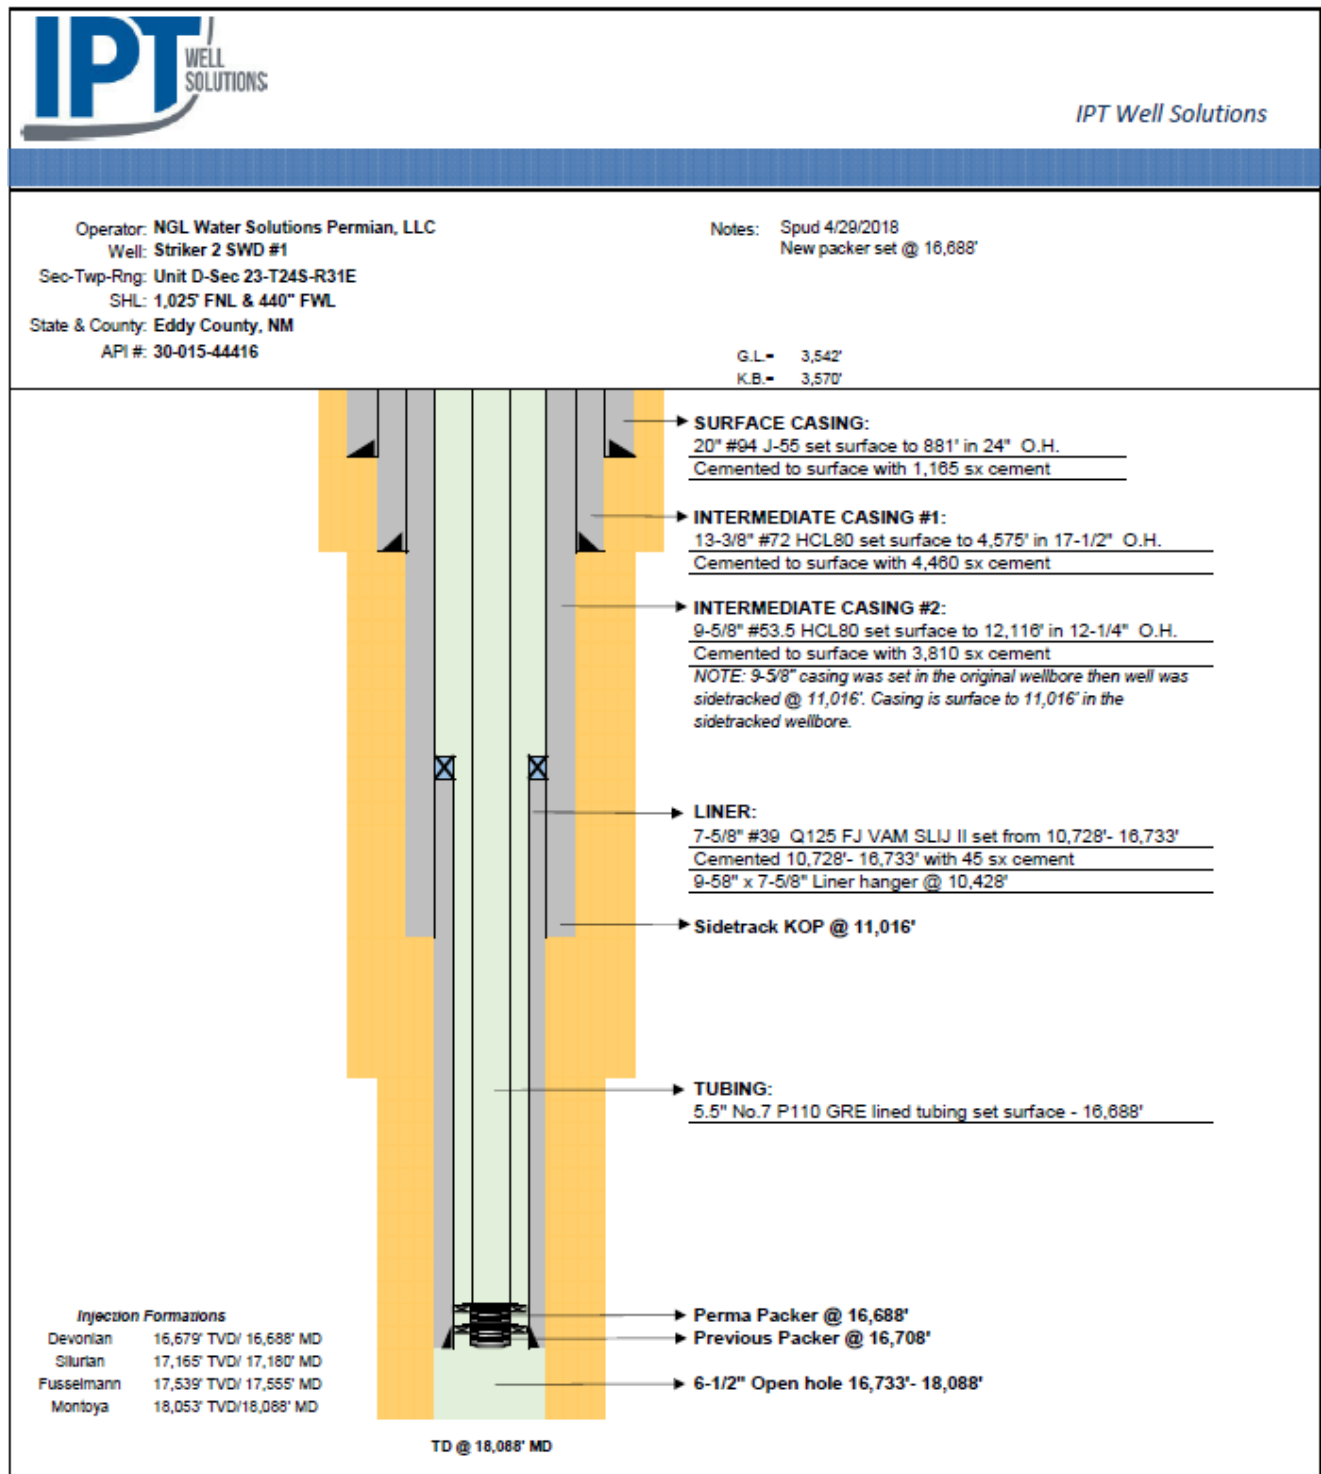 IPT
WELL
SOLUTIONS
IPT Well Solutions
Operator: NGL Water Solutions Permian, LLC
Well: Striker 2 SWD #1
Sec-Twp-Rng: Unit D-Sec 23-T24S-R31E
SHL: 1,025' FNL & 440" FWL
State & County: Eddy County, NM
API #: 30-015-44416
Notes: Spud 4/29/2018
New packer set @ 16,688'
G.L.= 3,542'
K.B.= 3,570'
SURFACE CASING:
20" #94 J-55 set surface to 881' in 24" O.H.
Cemented to surface with 1,165 sx cement
INTERMEDIATE CASING #1:
13-3/8" #72 HCL80 set surface to 4,575' in 17-1/2" O.H.
Cemented to surface with 4,460 sx cement
INTERMEDIATE CASING #2:
9-5/8" #53.5 HCL80 set surface to 12,116' in 12-1/4" O.H.
Cemented to surface with 3,810 sx cement
NOTE: 9-5/8" casing was set in the original wellbore then well was
sidetracked @ 11,016'. Casing is surface to 11,016' in the
sidetracked wellbore.
LINER:
7-5/8" #39 Q125 FJ VAM SLIJ II set from 10,728'- 16,733'
Cemented 10,728'- 16,733' with 45 sx cement
9-58" x 7-5/8" Liner hanger @ 10,428'
Sidetrack KOP @ 11,016'
TUBING:
5.5" No.7 P110 GRE lined tubing set surface - 16,688'
Perma Packer @ 16,688'
Previous Packer @ 16,708'
6-1/2" Open hole 16,733'- 18,088'
Injection Formations
Devonian 16,679' TVD/ 16,688' MD
Silurian 17,165' TVD/ 17,180' MD
Fusselmann 17,539' TVD/ 17,555' MD
Montoya 18,053' TVD/18,088' MD
TD @ 18,088' MD